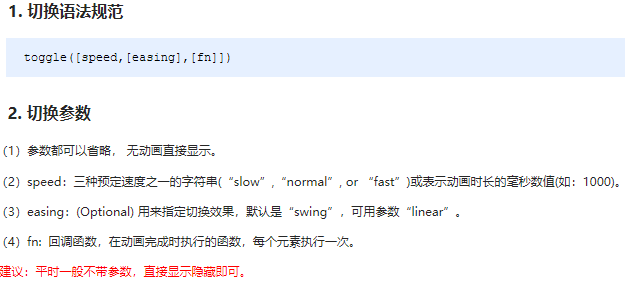 1. 切换语法规范
toggle([speed,[easing],[fn]])
2. 切换参数
（1）参数都可以省略， 无动画直接显示。
（2）speed：三种预定速度之一的字符串(“slow”,“normal”, or “fast”)或表示动画时长的毫秒数值(如：1000)。
（3）easing：(Optional) 用来指定切换效果，默认是“swing”，可用参数“linear”。
（4）fn: 回调函数，在动画完成时执行的函数，每个元素执行一次。
建议：平时一般不带参数，直接显示隐藏即可。